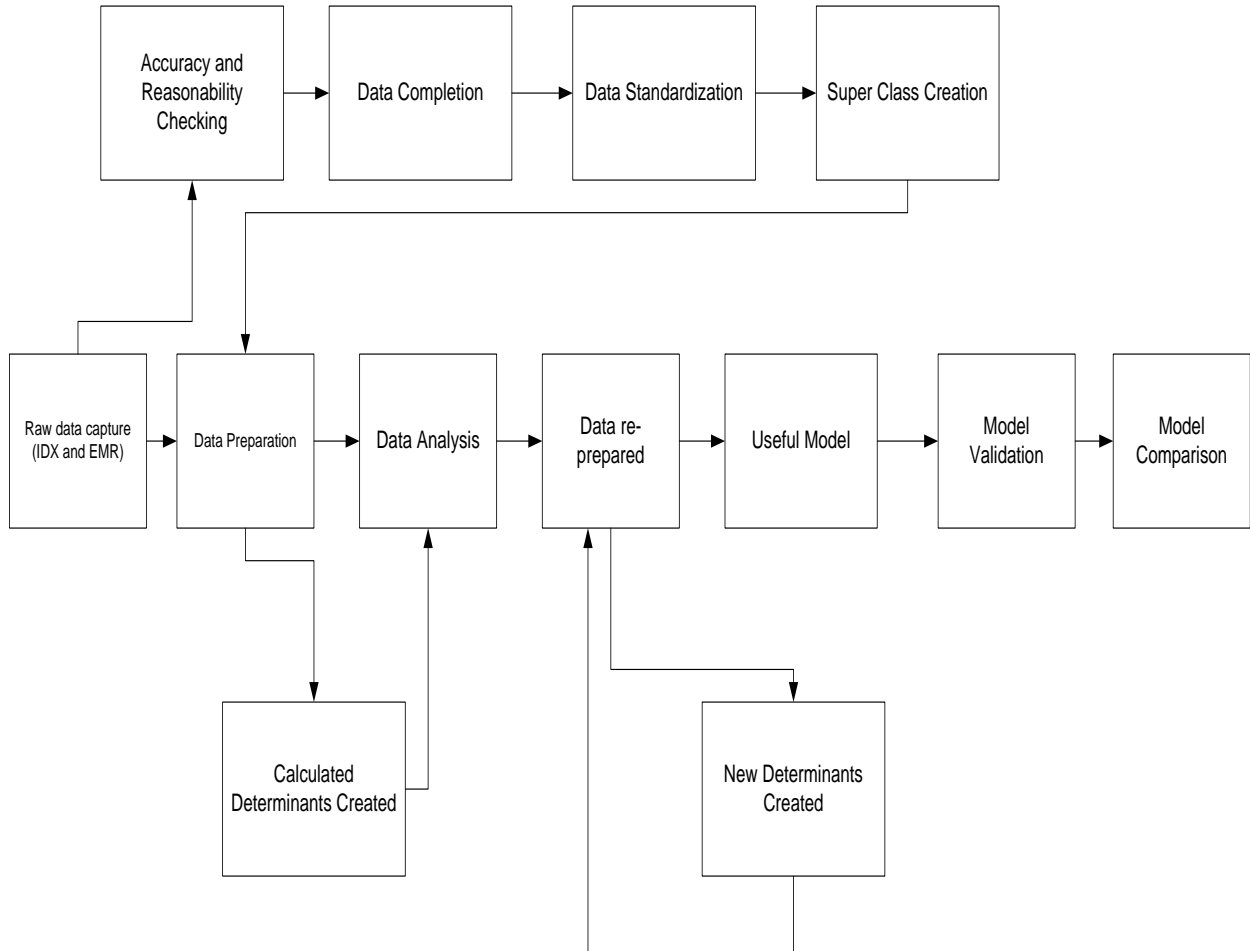 Accuracy and
Reasonability
Checking
Data Completion
Data Standardization
Super Class Creation
Raw data capture
(IDX and EMR)
Data Preparation
Data Analysis
Data re-
prepared
Useful Model
Model
Validation
Model
Comparison
Calculated
Determinants Created
New Determinants
Created